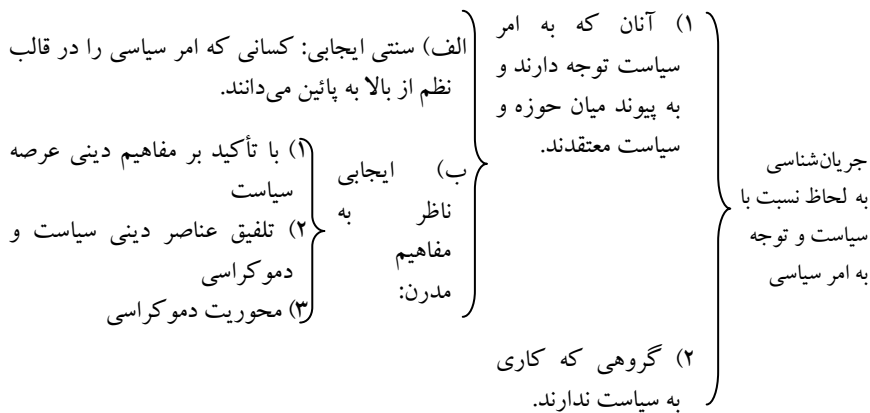 جریان‌شناسی
به لحاظ نسبت با
سیاست و توجه
به امر سیاسی
۱) آنان که به امر
سیاست توجه دارند و
به پیوند میان حوزه و
سیاست معتقدند.
الف) سنتی ایجابی: کسانی که امر سیاسی را در قالب
نظم از بالا به پائین می‌دانند.
ب) ایجابی
ناظر به
مفاهیم
مدرن:
۱) با تأکید بر مفاهیم دینی عرصه
سیاست
۲) تلفیق عناصر دینی سیاست و
دموکراسی
۳) محوریت دموکراسی
۲) گروهی که کاری
به سیاست ندارند.